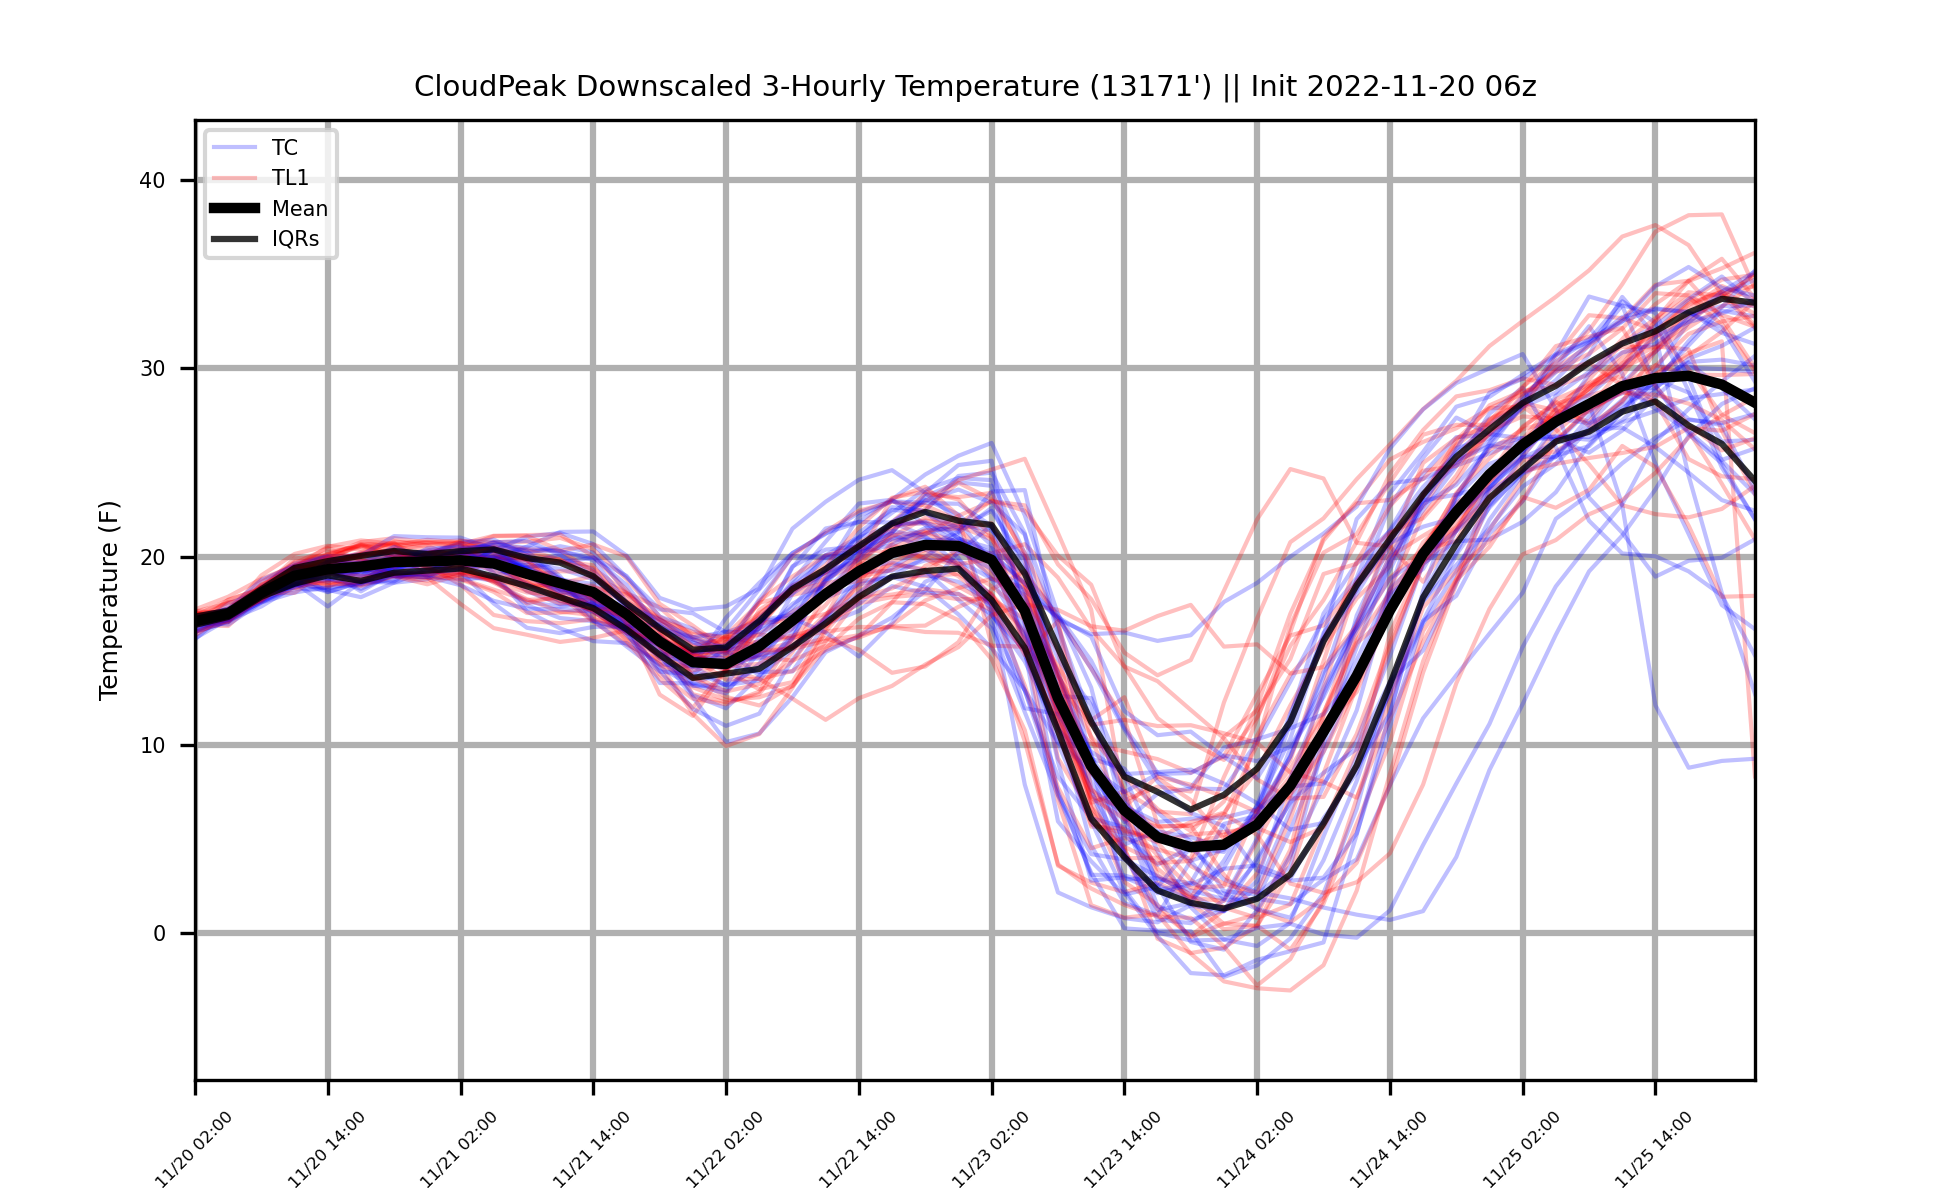 CloudPeak Downscaled 3-Hourly Temperature (13171') || Init 2022-11-20 06z
TC
TL1
Mean
IQRs
Temperature (F)
40
30
20
10
0
11/20 02:00
11/20 14:00
11/21 02:00
11/21 14:00
11/22 02:00
11/22 14:00
11/23 02:00
11/23 14:00
11/24 02:00
11/24 14:00
11/25 02:00
11/25 14:00